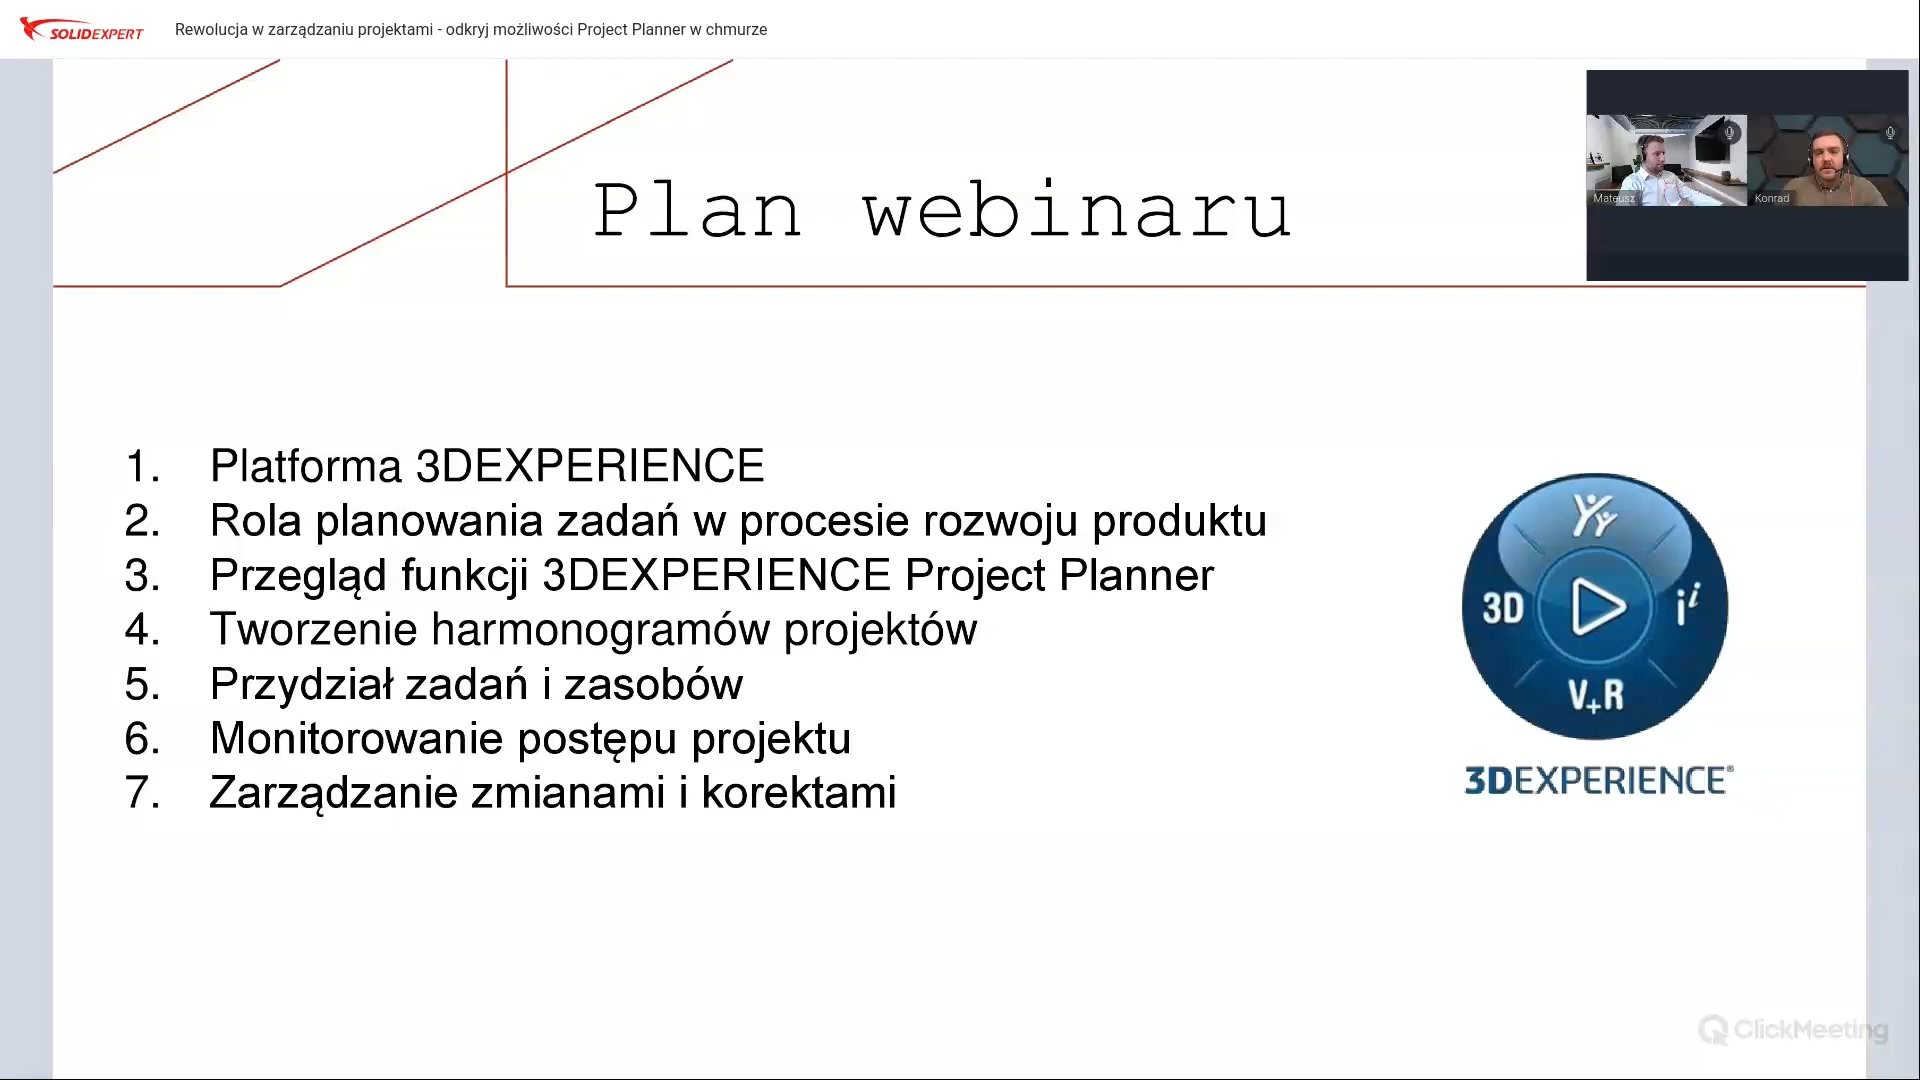 SOLIDEXPERT
Rewolucja w zarządzaniu projektami - odkryj możliwości Project Planner w chmurze
Plan webinaru
Mateusz
Konrad
1. Platforma 3DEXPERIENCE
2. Rola planowania zadań w procesie rozwoju produktu
3. Przegląd funkcji 3DEXPERIENCE Project Planner
4. Tworzenie harmonogramów projektów
5. Przydział zadań i zasobów
6. Monitorowanie postępu projektu
7. Zarządzanie zmianami i korektami
3D
i i
V+R
3DEXPERIENCE®
ClickMeeting